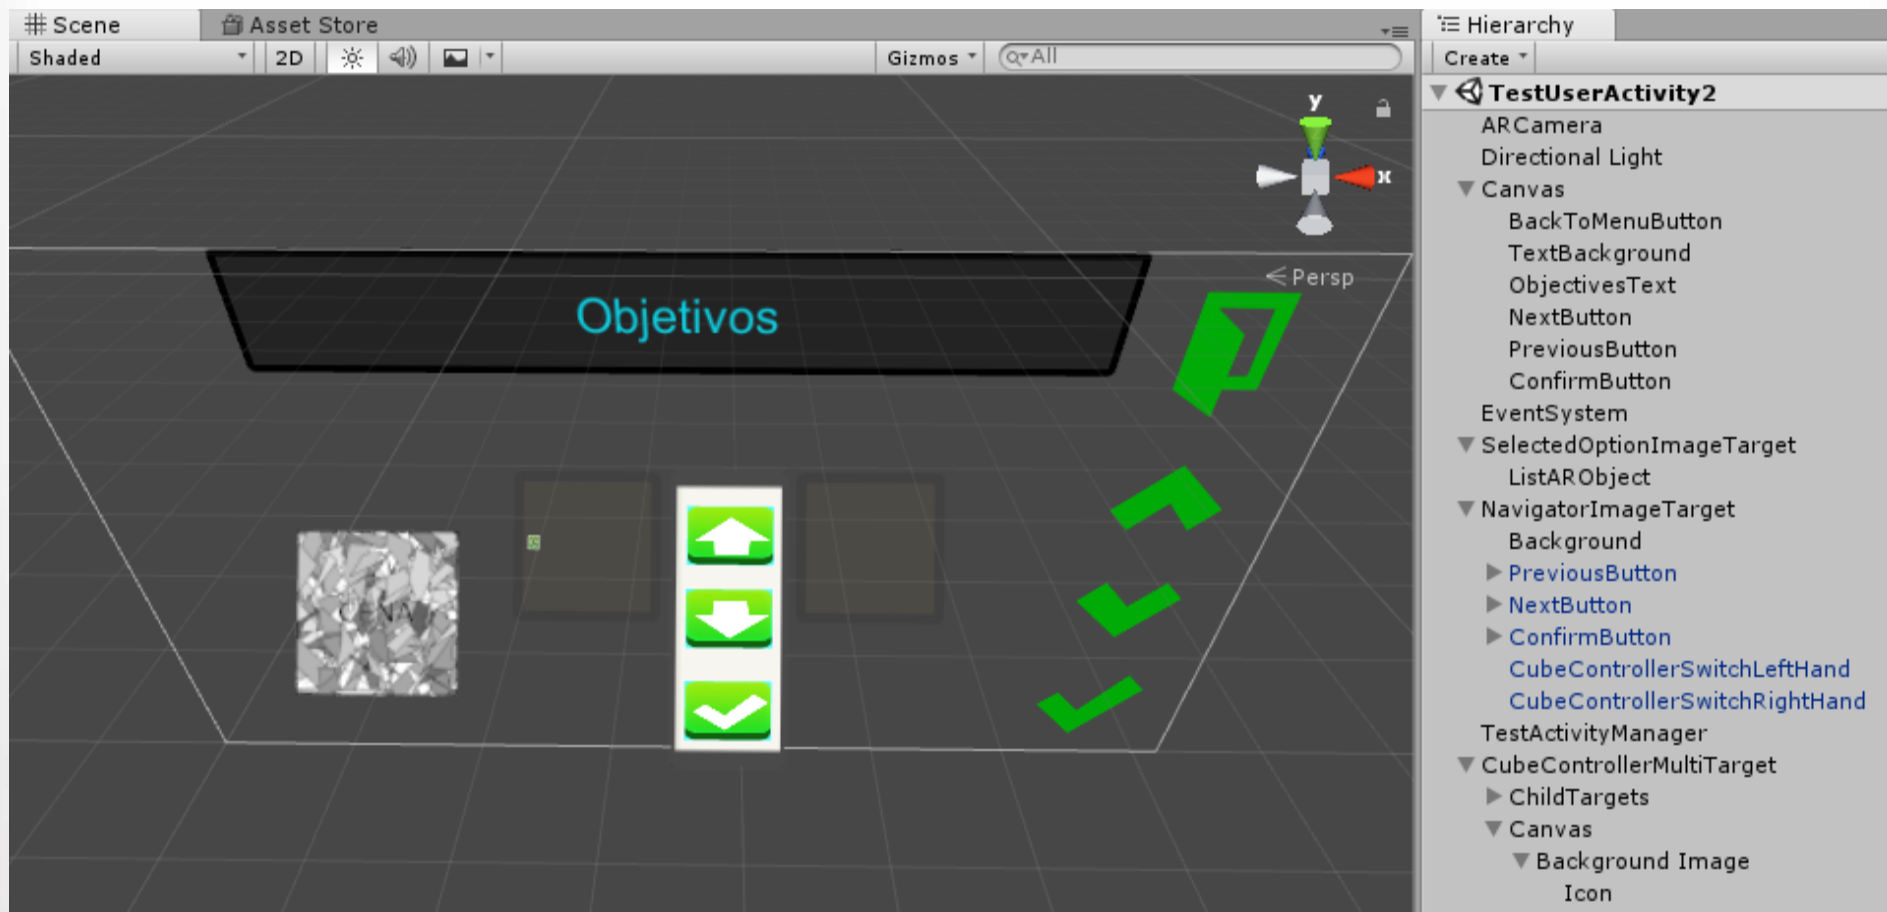 Scene
Asset Store
Shaded
2D
Gizmos
All
y
x
Persp
Objetivos
Hierarchy
Create
TestUserActivity2
ARCamera
Directional Light
Canvas
BackToMenuButton
TextBackground
ObjectivesText
NextButton
PreviousButton
ConfirmButton
EventSystem
SelectedOptionImageTarget
ListARObject
NavigatorImageTarget
Background
PreviousButton
NextButton
ConfirmButton
CubeControllerSwitchLeftHand
CubeControllerSwitchRightHand
TestActivityManager
CubeControllerMultiTarget
ChildTargets
Canvas
Background Image
Icon